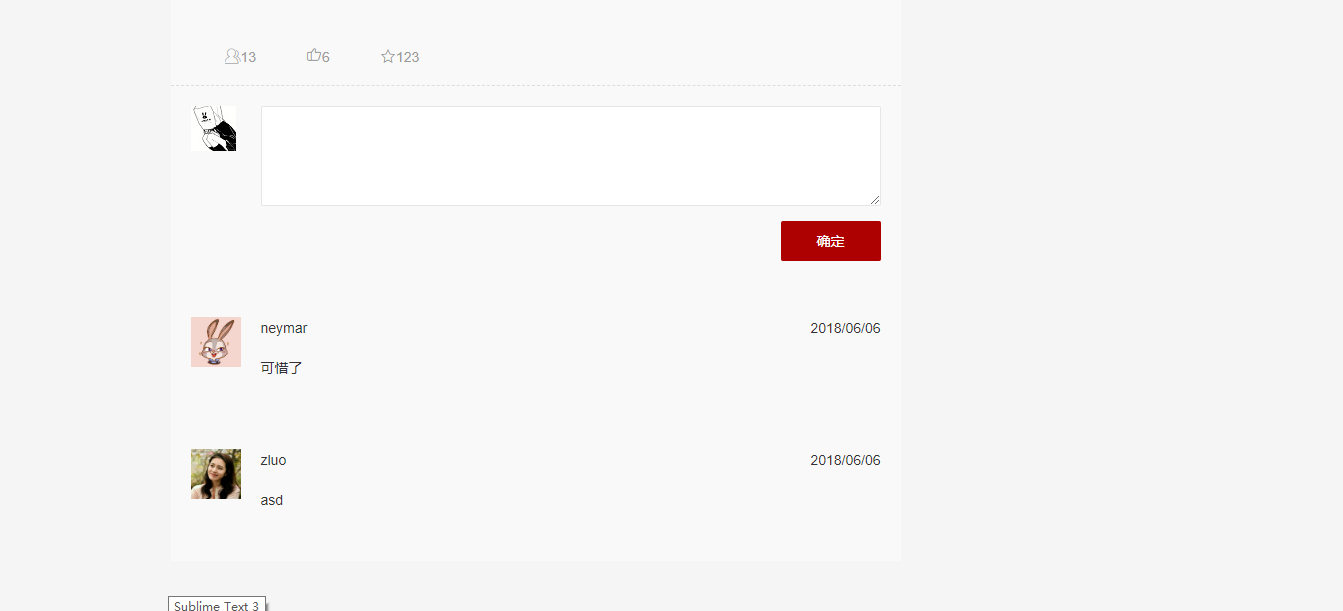 13 6 123
确定
neymar 2018/06/06
可惜了
zluo 2018/06/06
asd
Sublime Text 3